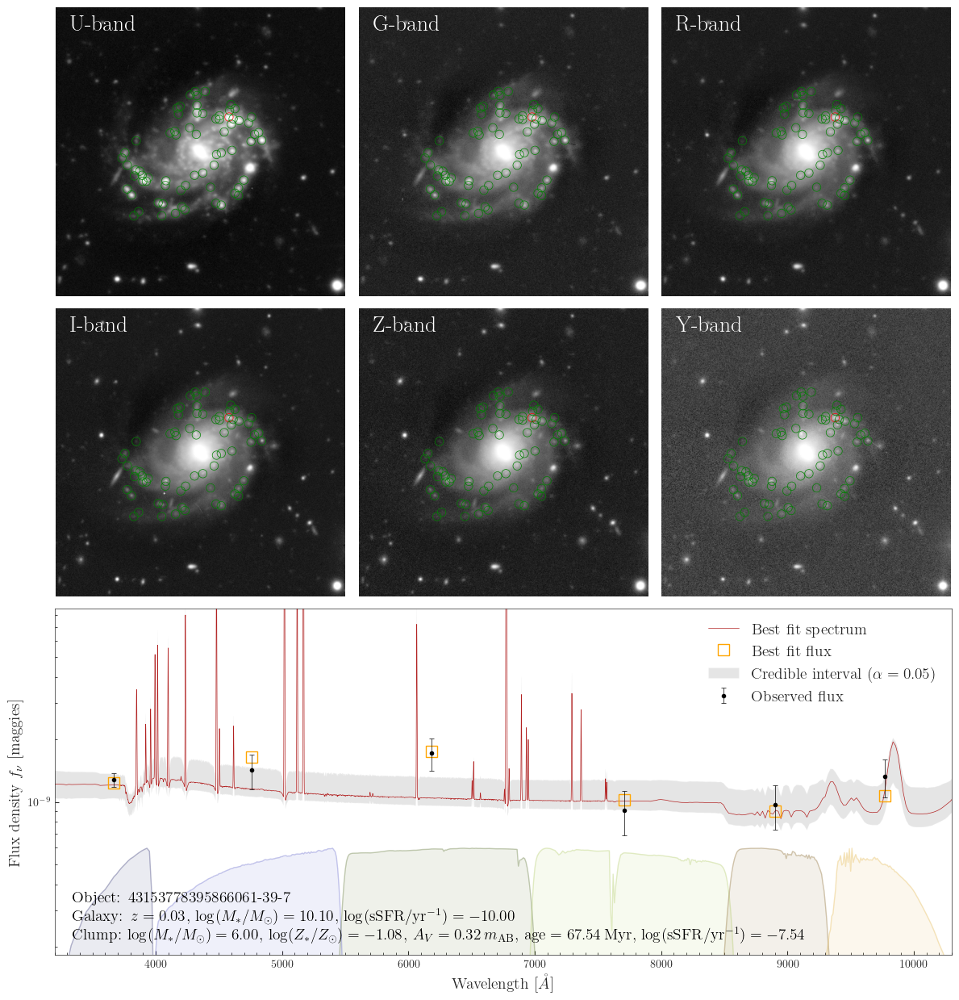 U-band
G-band
R-band
I-band
Z-band
Y-band
Flux density f_ν [maggies]
10⁻⁹
Best fit spectrum
Best fit flux
Credible interval (α = 0.05)
Observed flux
Object: 43153778395866061-39-7
Galaxy: z = 0.03, log(M_*/M_⊙) = 10.10, log(sSFR/yr⁻¹) = −10.00
Clump: log(M_*/M_⊙) = 6.00, log(Z_*/Z_⊙) = −1.08, A_V = 0.32 m_AB, age = 67.54 Myr, log(sSFR/yr⁻¹) = −7.54
4000 5000 6000 7000 8000 9000 10000
Wavelength [Å]